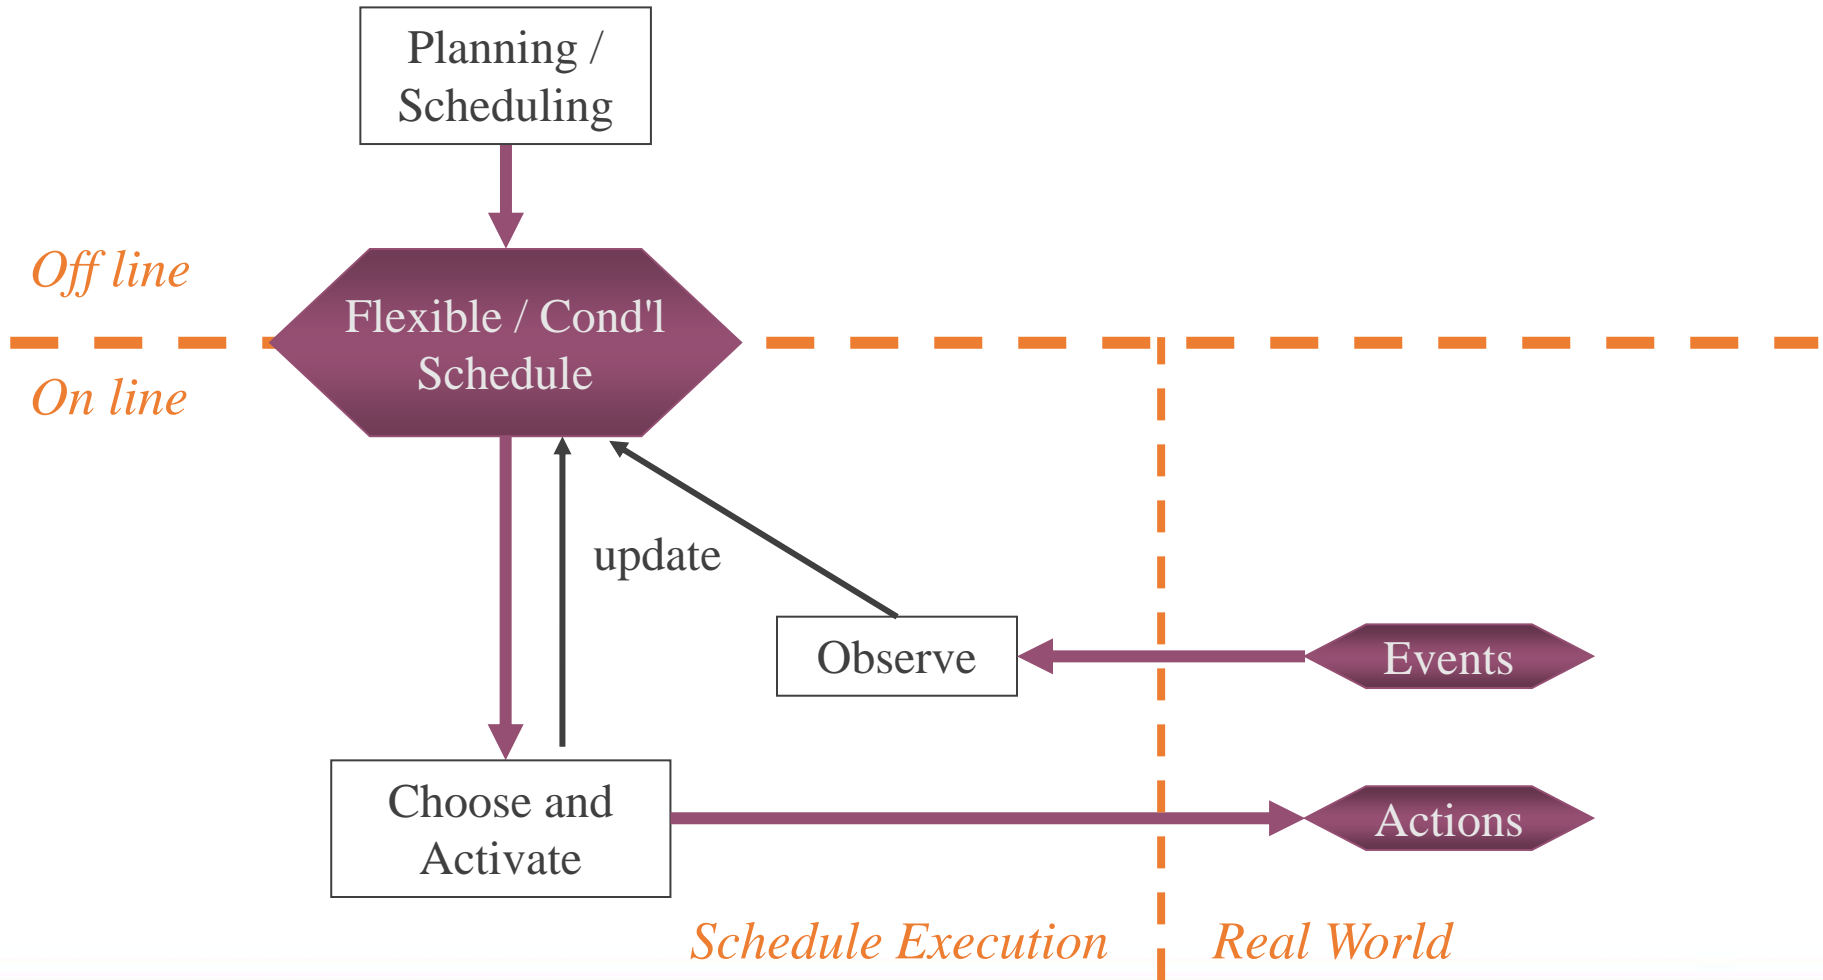 Planning /
Scheduling
Off line
Flexible / Cond'l
Schedule
On line
update
Observe
Events
Choose and
Activate
Actions
Schedule Execution
Real World